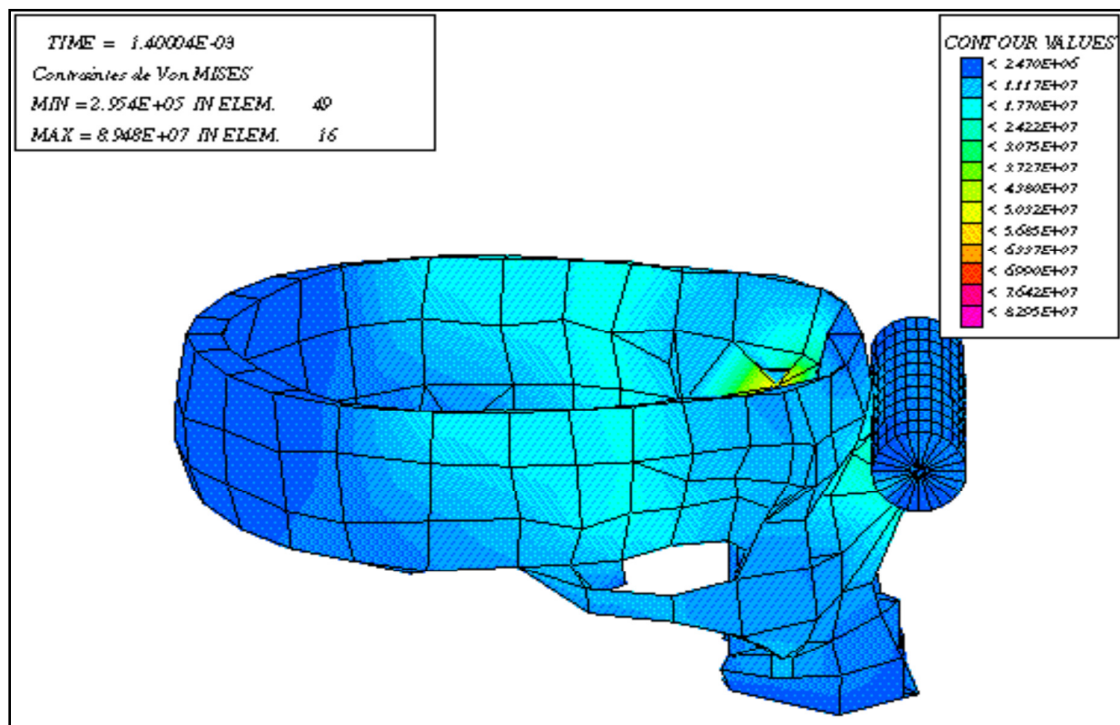 TIME = 1.40004E-03
Contraintes de Von MISES
MIN = 2.954E+05 IN ELEM. 49
MAX = 8.948E+07 IN ELEM. 16
CONTOUR VALUES
< 2.470E+06
< 1.117E+07
< 1.770E+07
< 2.422E+07
< 3.075E+07
< 3.727E+07
< 4.380E+07
< 5.032E+07
< 5.685E+07
< 6.337E+07
< 6.990E+07
< 7.642E+07
< 8.295E+07